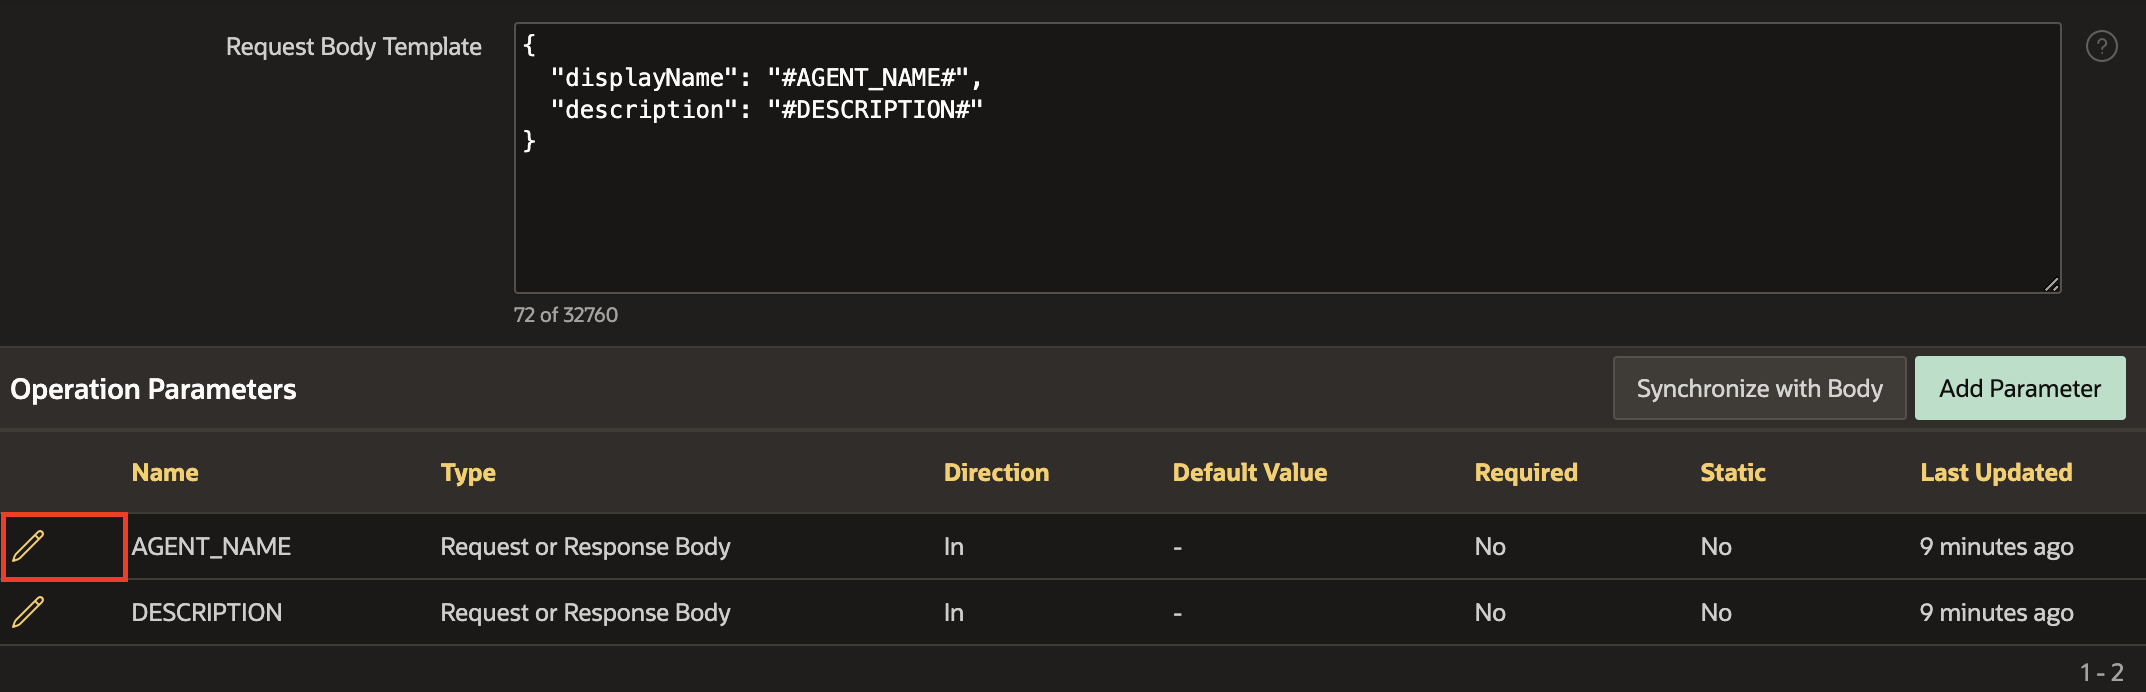 Request Body Template
{
  "displayName": "#AGENT_NAME#",
  "description": "#DESCRIPTION#"
}
?
72 of 32760
Operation Parameters Synchronize with Body Add Parameter
Name Type Direction Default Value Required Static Last Updated
AGENT_NAME Request or Response Body In - No No 9 minutes ago
DESCRIPTION Request or Response Body In - No No 9 minutes ago
1 - 2